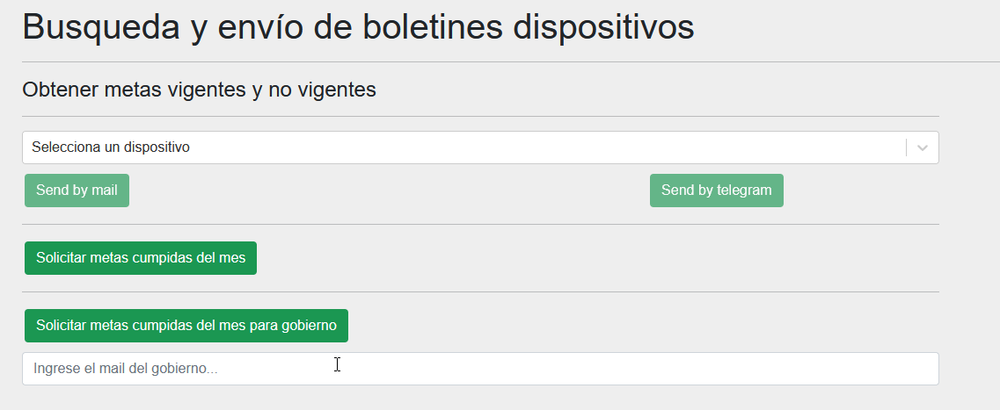 Busqueda y envío de boletines dispositivos
Obtener metas vigentes y no vigentes
Selecciona un dispositivo
Send by mail
Send by telegram
Solicitar metas cumpidas del mes
Solicitar metas cumpidas del mes para gobierno
Ingrese el mail del gobierno...